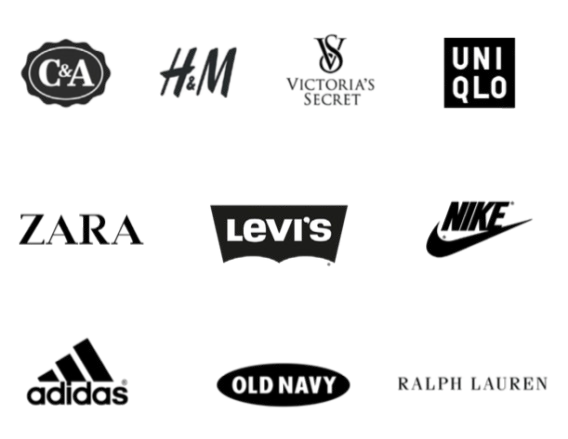 C&A
H&M
VS
VICTORIA'S
SECRET
UNI
QLO
ZARA
LeVI'S
NIKE
adidas
OLD NAVY
RALPH LAUREN